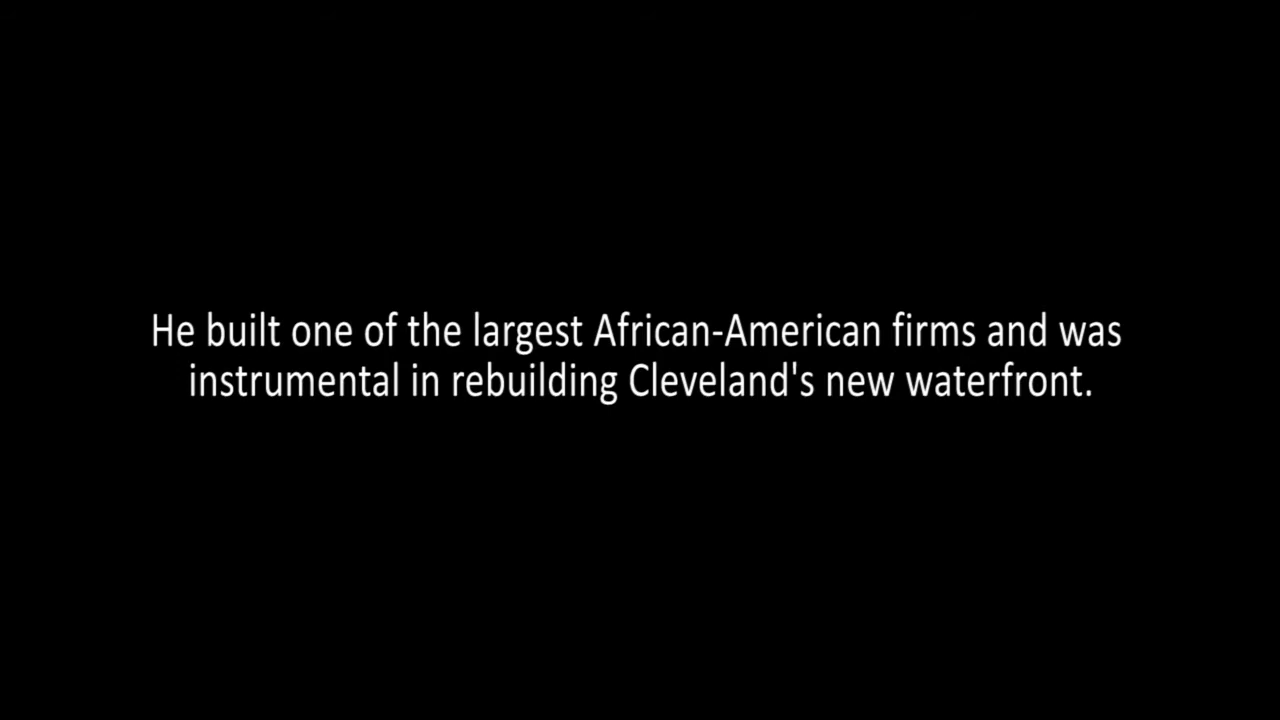 He built one of the largest African-American firms and was
instrumental in rebuilding Cleveland's new waterfront.